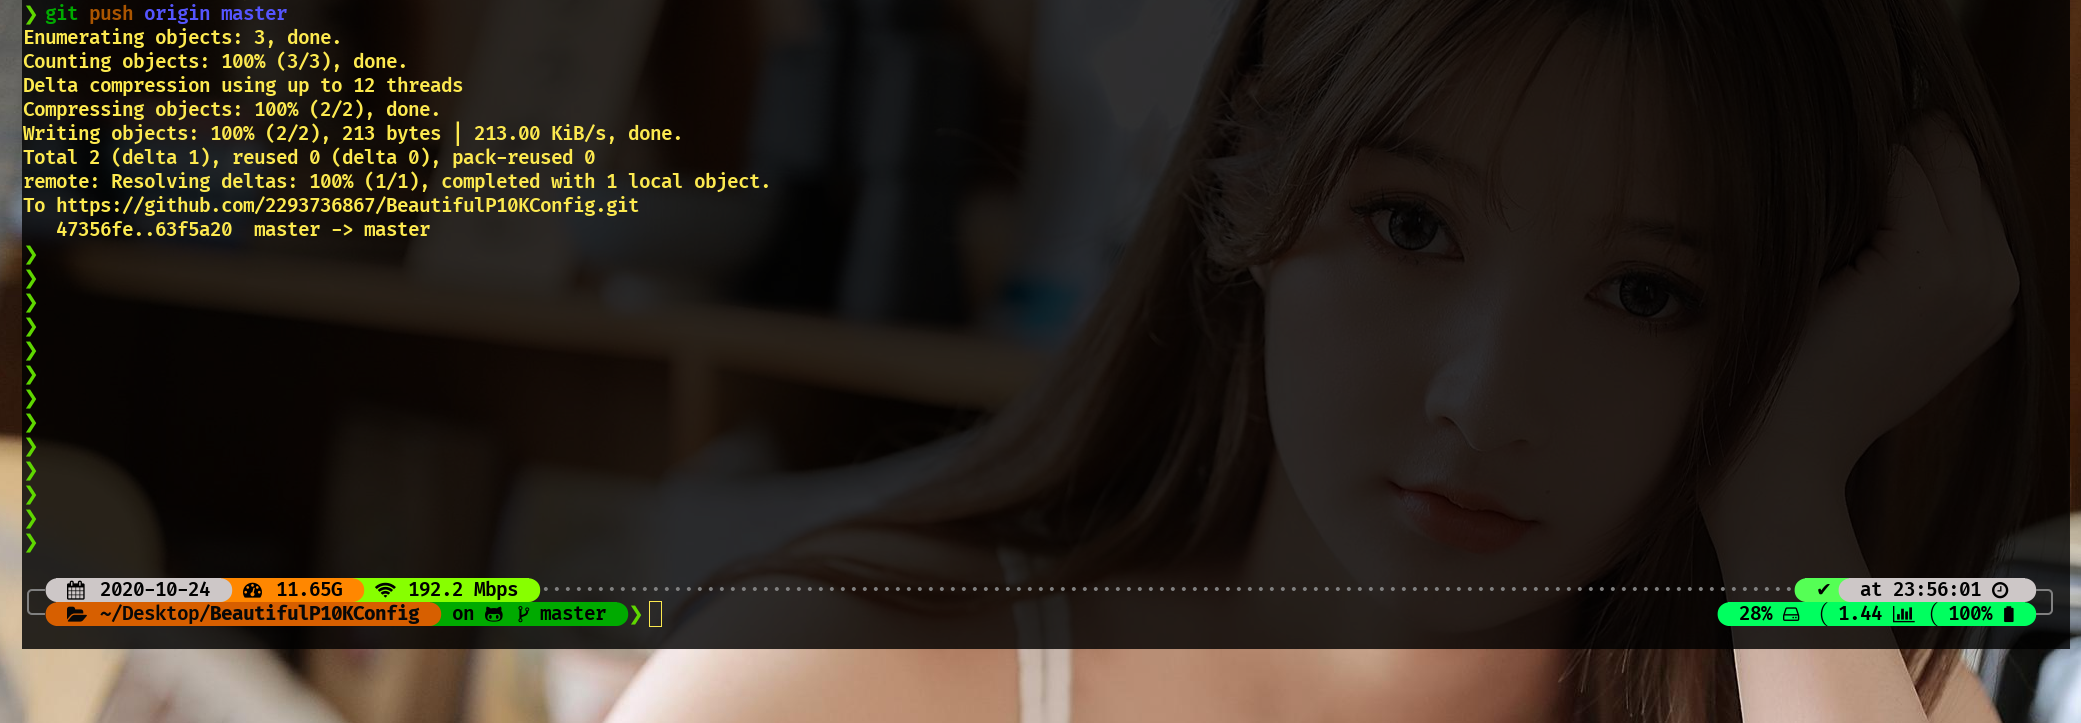 ❯ git push origin master
Enumerating objects: 3, done.
Counting objects: 100% (3/3), done.
Delta compression using up to 12 threads
Compressing objects: 100% (2/2), done.
Writing objects: 100% (2/2), 213 bytes | 213.00 KiB/s, done.
Total 2 (delta 1), reused 0 (delta 0), pack-reused 0
remote: Resolving deltas: 100% (1/1), completed with 1 local object.
To https://github.com/2293736867/BeautifulP10KConfig.git
   47356fe..63f5a20  master -> master
❯
❯
❯
❯
❯
❯
❯
❯
❯
❯
❯
❯
❯
2020-10-24 11.65G 192.2 Mbps ✔ at 23:56:01
~/Desktop/BeautifulP10KConfig on master ❯ 28% 1.44 100%